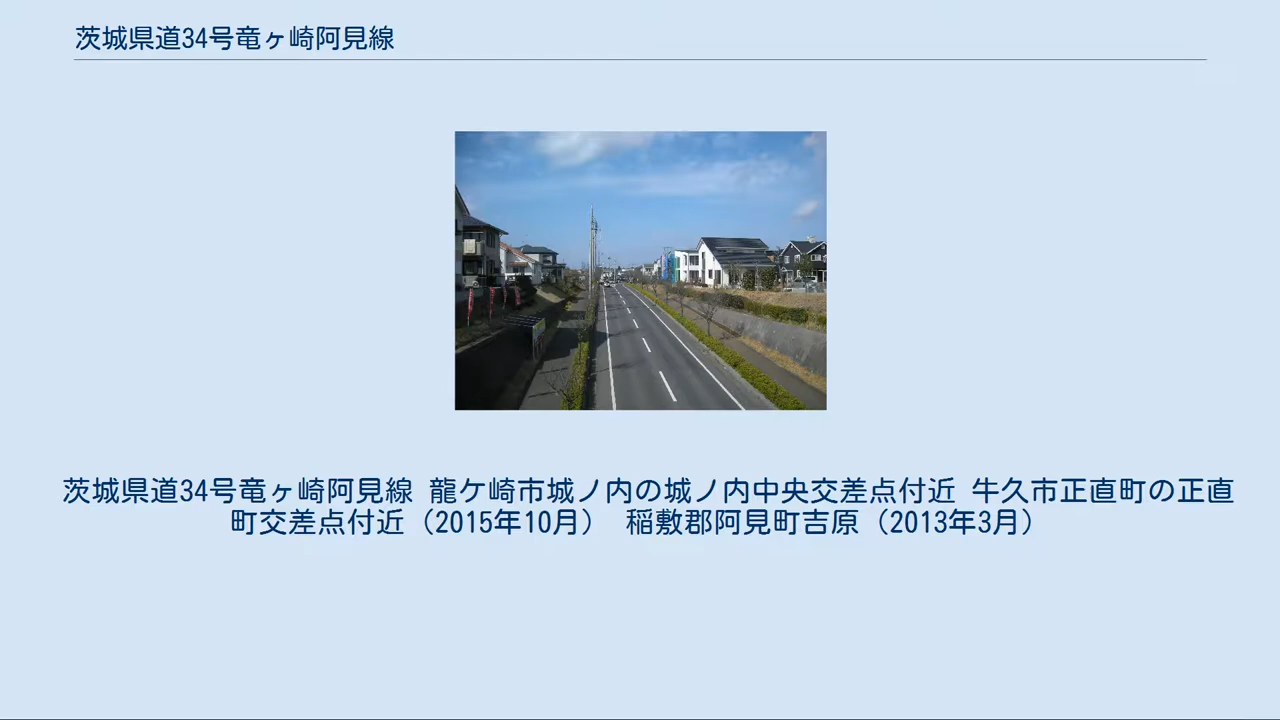 茨城県道34号竜ヶ崎阿見線
茨城県道34号竜ヶ崎阿見線 龍ケ崎市城ノ内の城ノ内中央交差点付近 牛久市正直町の正直
町交差点付近（2015年10月） 稲敷郡阿見町吉原（2013年3月）